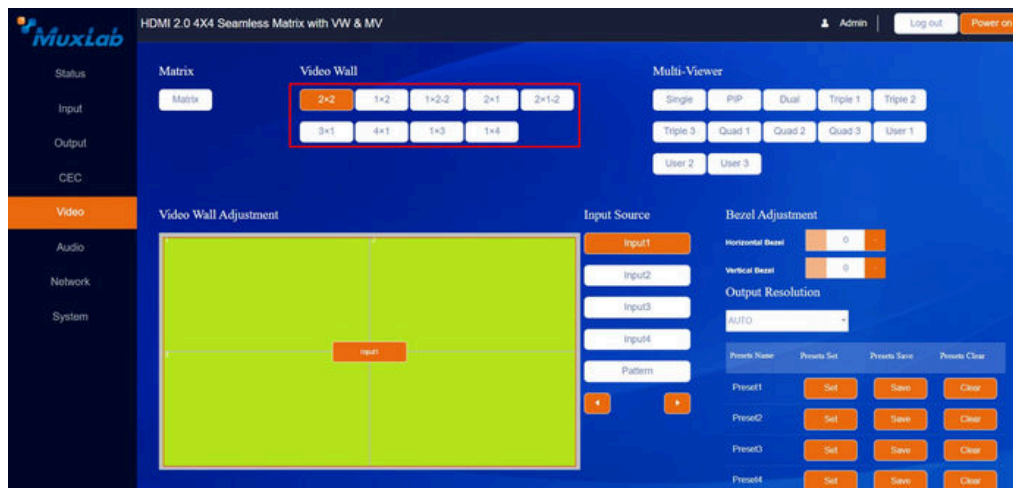 MuxLab
HDMI 2.0 4X4 Seamless Matrix with VW & MV
Admin
Log out
Power on
Status
Input
Output
CEC
Video
Audio
Network
System
Matrix
Matrix
Video Wall
2×2
1×2
1×2-2
2×1
2×1-2
3×1
4×1
1×3
1×4
Multi-Viewer
Single
PIP
Dual
Triple 1
Triple 2
Triple 3
Quad 1
Quad 2
Quad 3
User 1
User 2
User 3
Video Wall Adjustment
Input1
Input Source
Input1
Input2
Input3
Input4
Pattern
Bezel Adjustment
Horizontal Bezel
0
Vertical Bezel
0
Output Resolution
AUTO
Presets Name Presets Set Presets Save Presets Clear
Preset1 Set Save Clear
Preset2 Set Save Clear
Preset3 Set Save Clear
Preset4 Set Save Clear